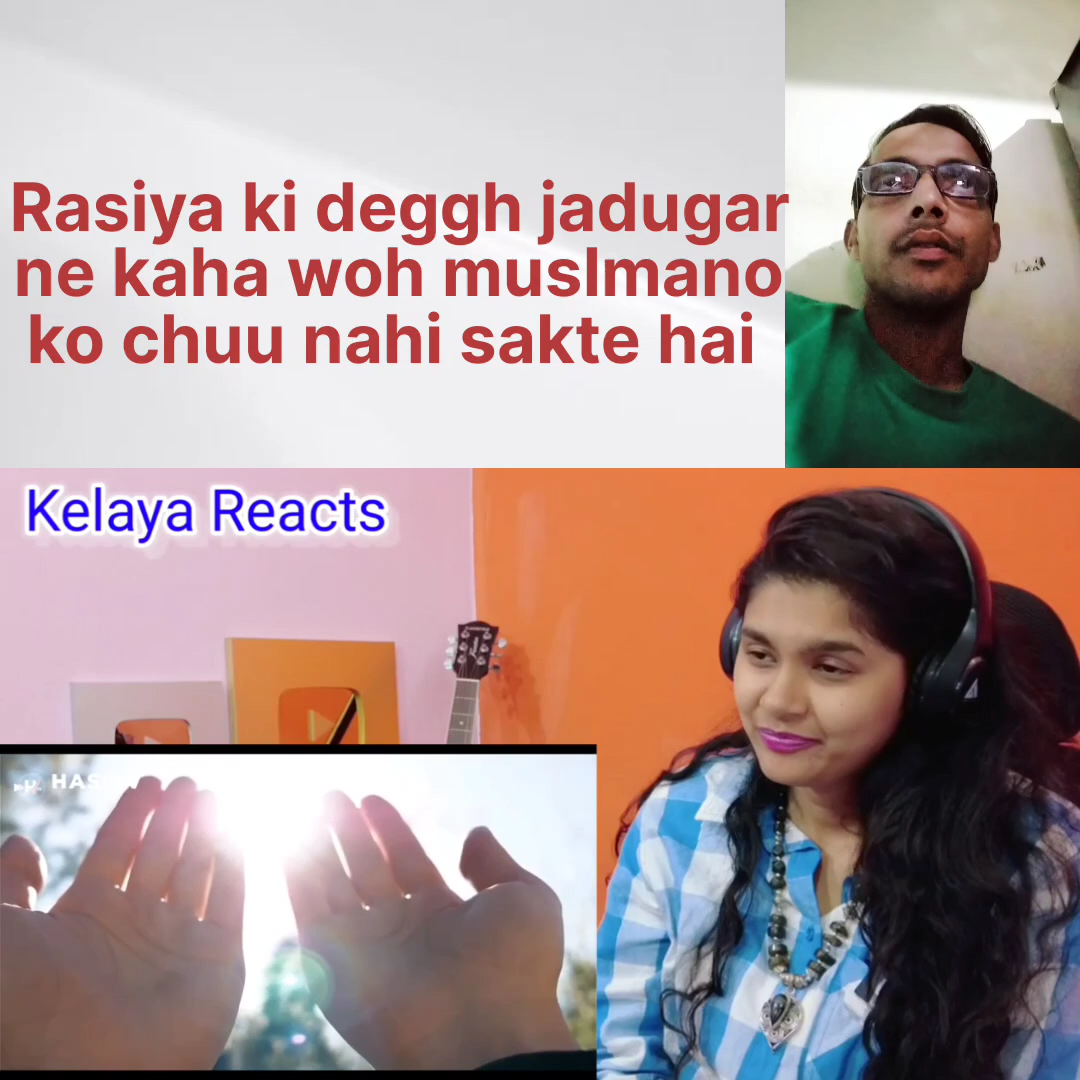 Rasiya ki deggh jadugar
ne kaha woh muslmano
ko chuu nahi sakte hai
Kelaya Reacts